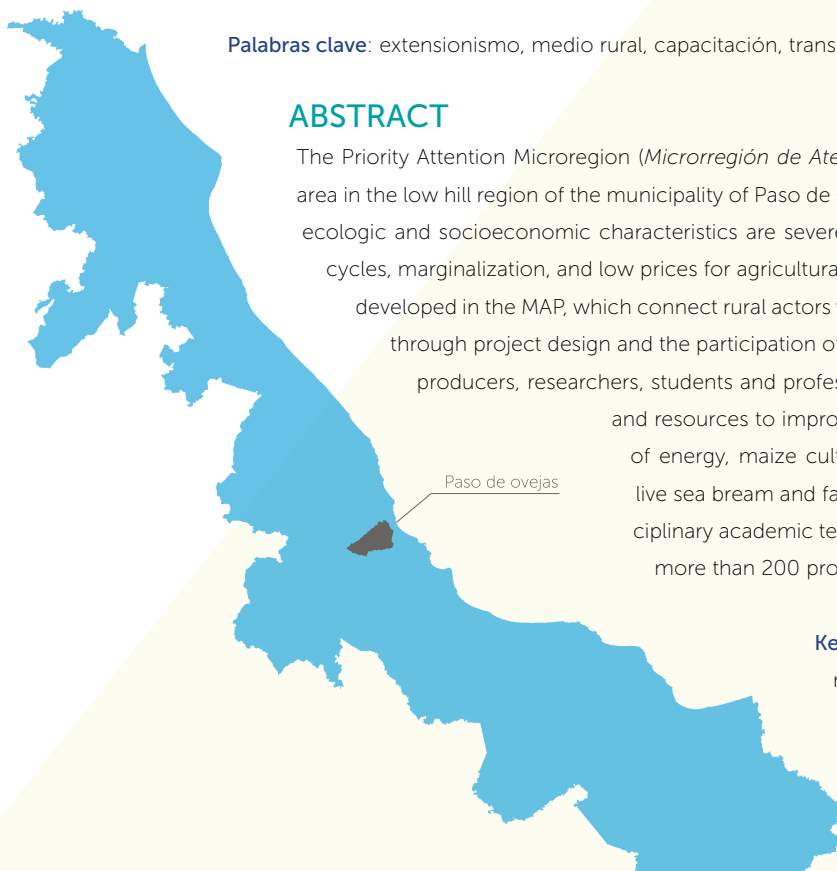 Palabras clave: extensionismo, medio rural, capacitación, trans
ABSTRACT
The Priority Attention Microregion (Microrregión de Ate
area in the low hill region of the municipality of Paso de
ecologic and socioeconomic characteristics are severe
cycles, marginalization, and low prices for agricultura
developed in the MAP, which connect rural actors
through project design and the participation of
producers, researchers, students and profes
and resources to impro
of energy, maize cul
Paso de ovejas
live sea bream and fa
ciplinary academic te
more than 200 pro
Ke